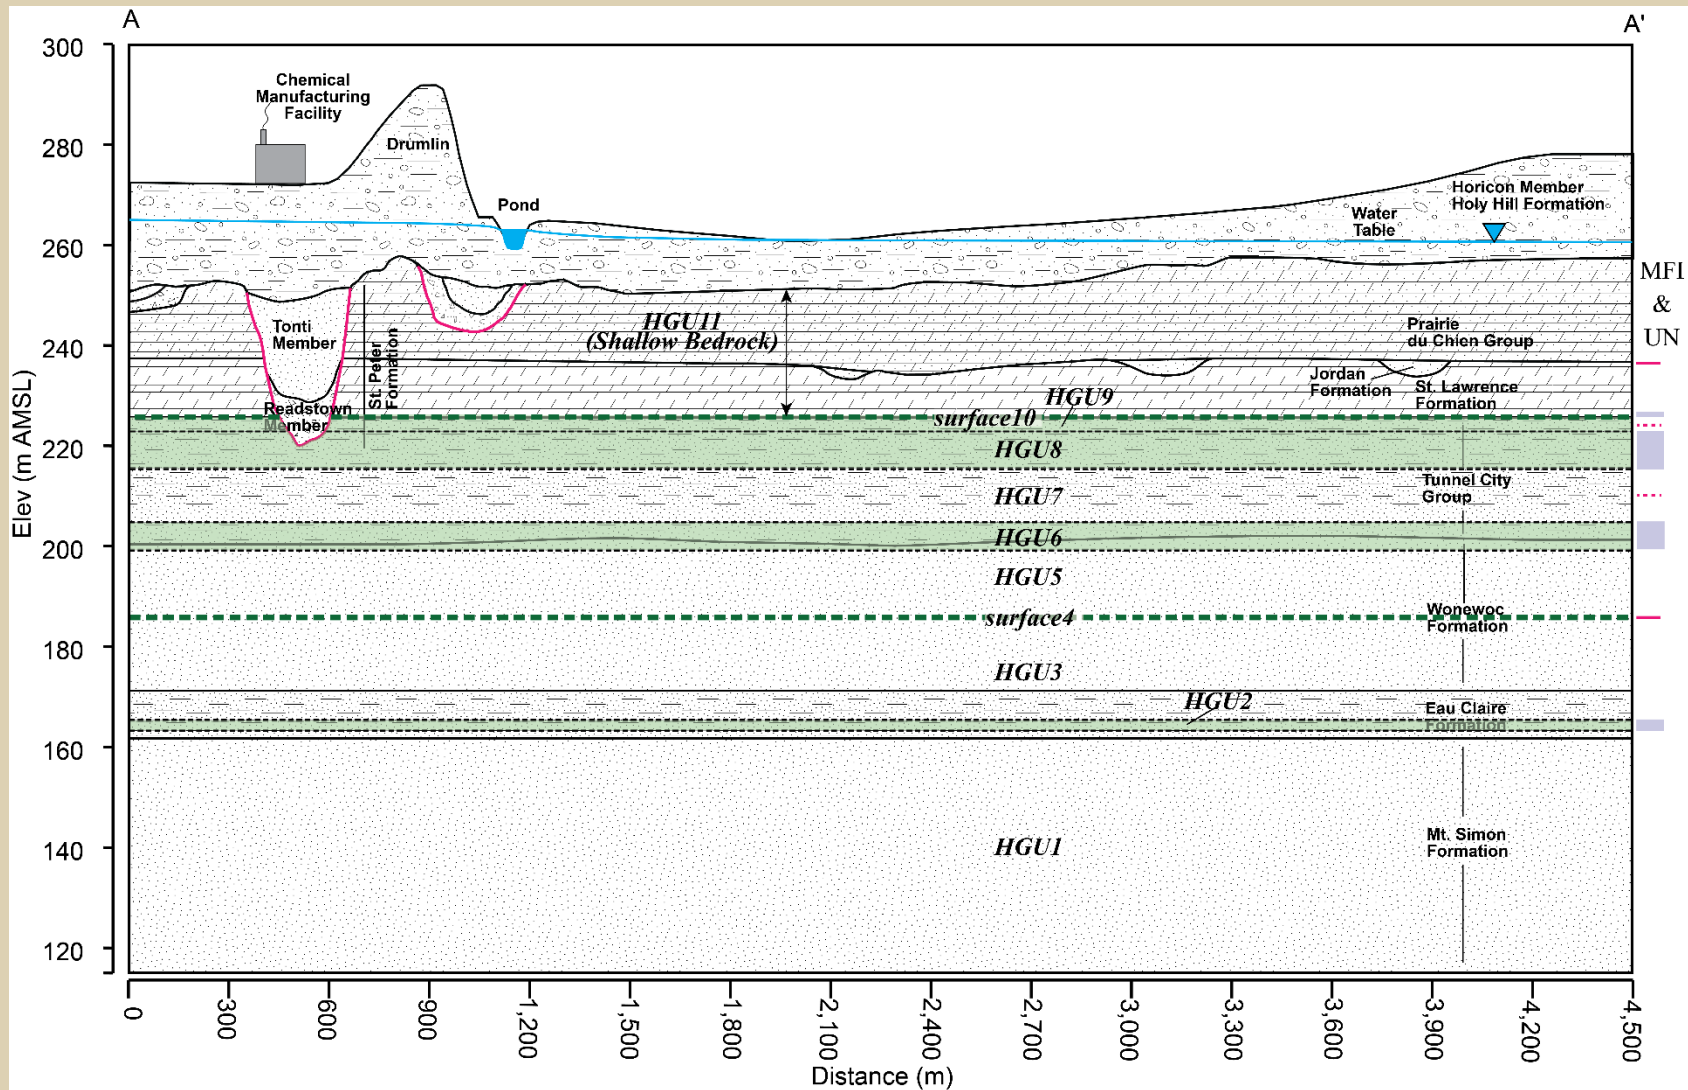 A
A'
300
280
260
240
220
200
180
160
140
120
Elev (m AMSL)
Chemical
Manufacturing
Facility
Drumlin
Pond
Water
Table
Horicon Member
Holy Hill Formation
MFI
&
UN
Tonti
Member
Readstown
Member
St. Peter
Formation
HGU11
(Shallow Bedrock)
Prairie
du Chien Group
Jordan
Formation
St. Lawrence
Formation
HGU9
surface10
HGU8
HGU7
Tunnel City
Group
HGU6
HGU5
surface4
Wonewoc
Formation
HGU3
HGU2
Eau Claire
Formation
HGU1
Mt. Simon
Formation
0
300
600
900
1,200
1,500
1,800
2,100
2,400
2,700
3,000
3,300
3,600
3,900
4,200
4,500
Distance (m)